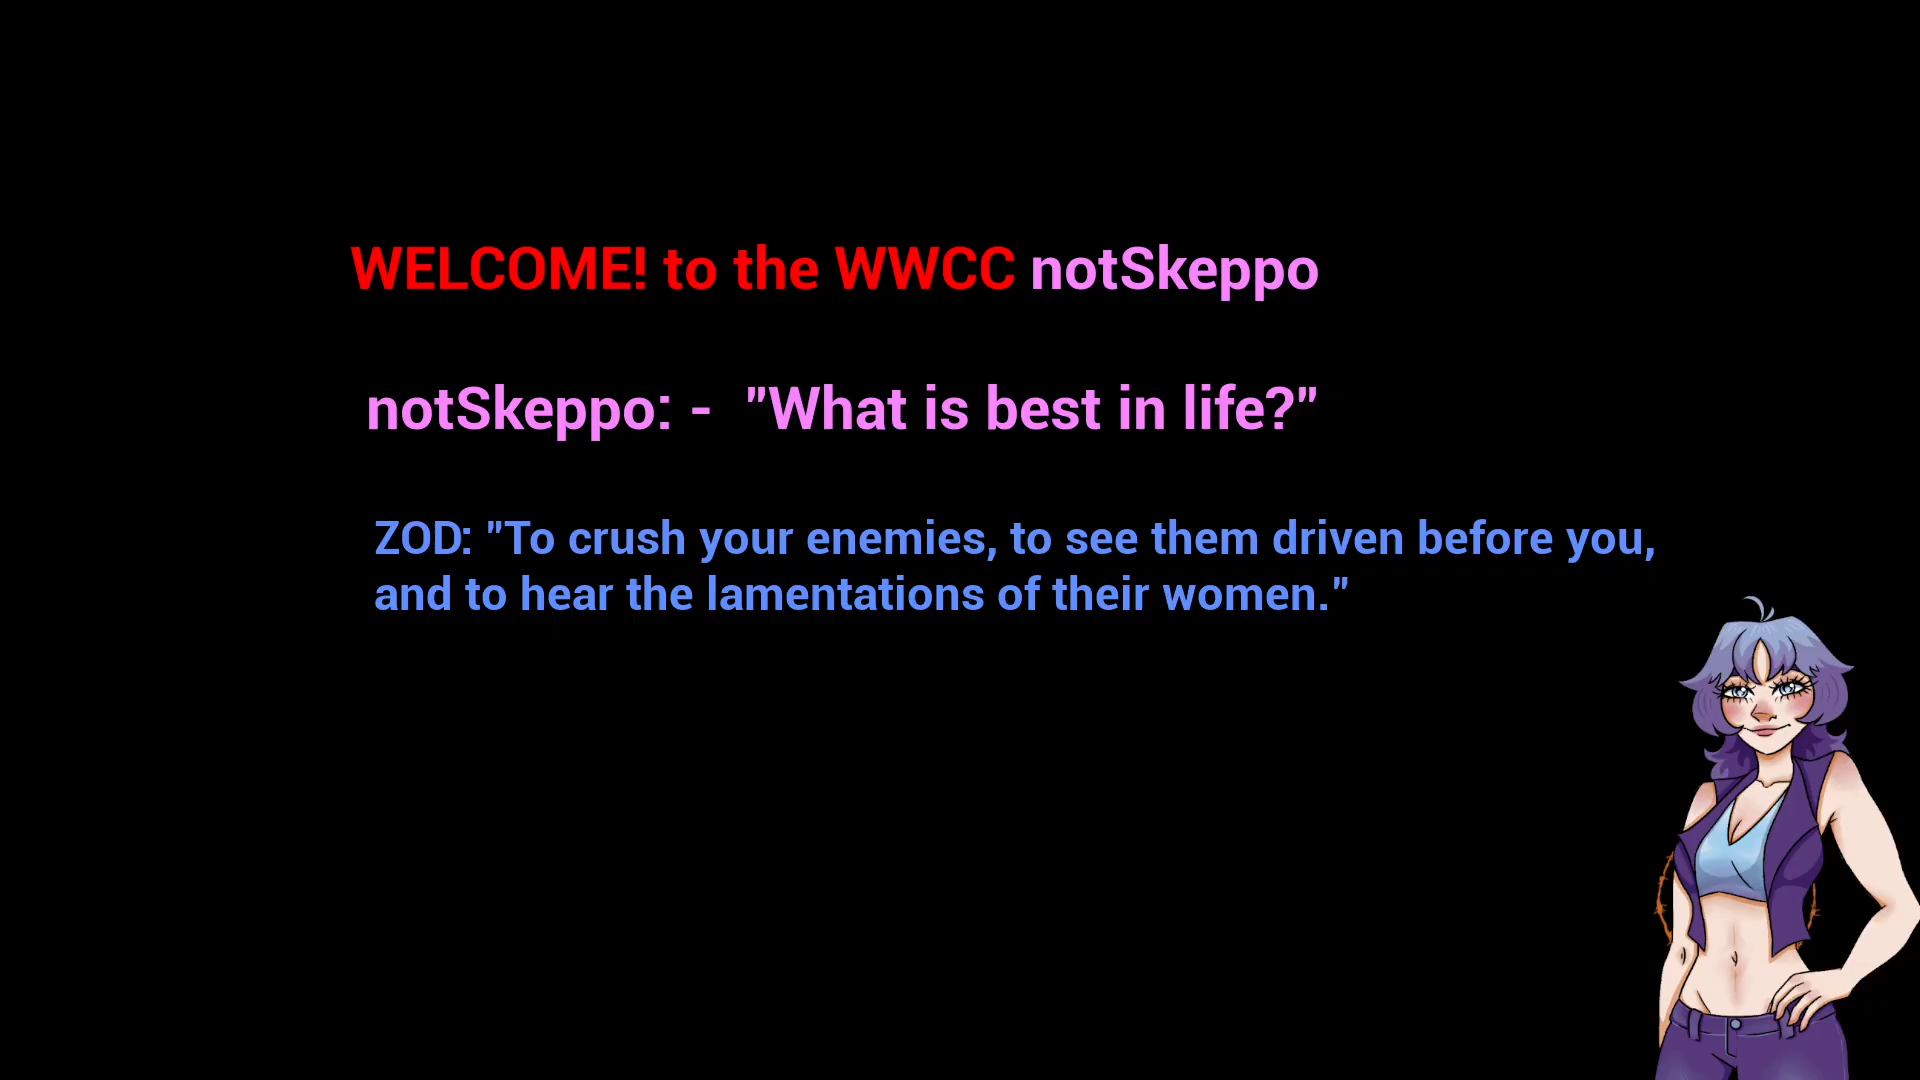 WELCOME! to the WWCC notSkeppo
notSkeppo: -  "What is best in life?"
ZOD: "To crush your enemies, to see them driven before you,
and to hear the lamentations of their women."